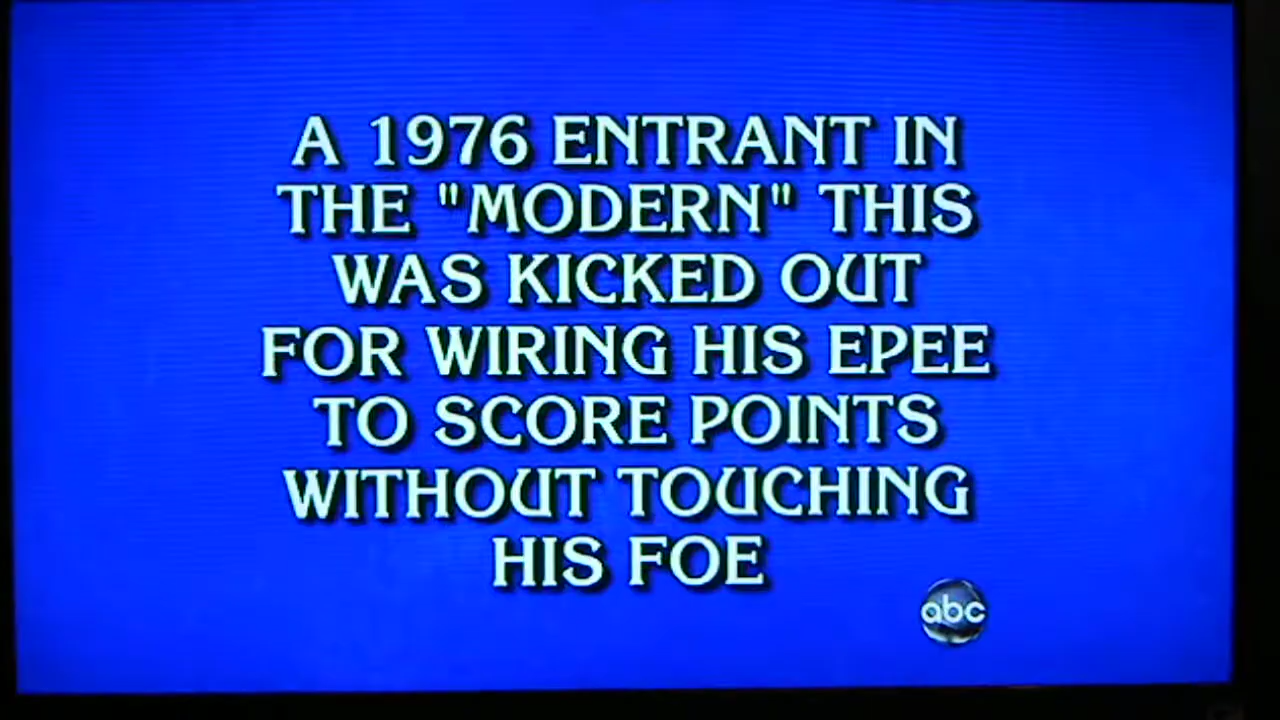 A 1976 ENTRANT IN
THE "MODERN" THIS
WAS KICKED OUT
FOR WIRING HIS EPEE
TO SCORE POINTS
WITHOUT TOUCHING
HIS FOE
abc